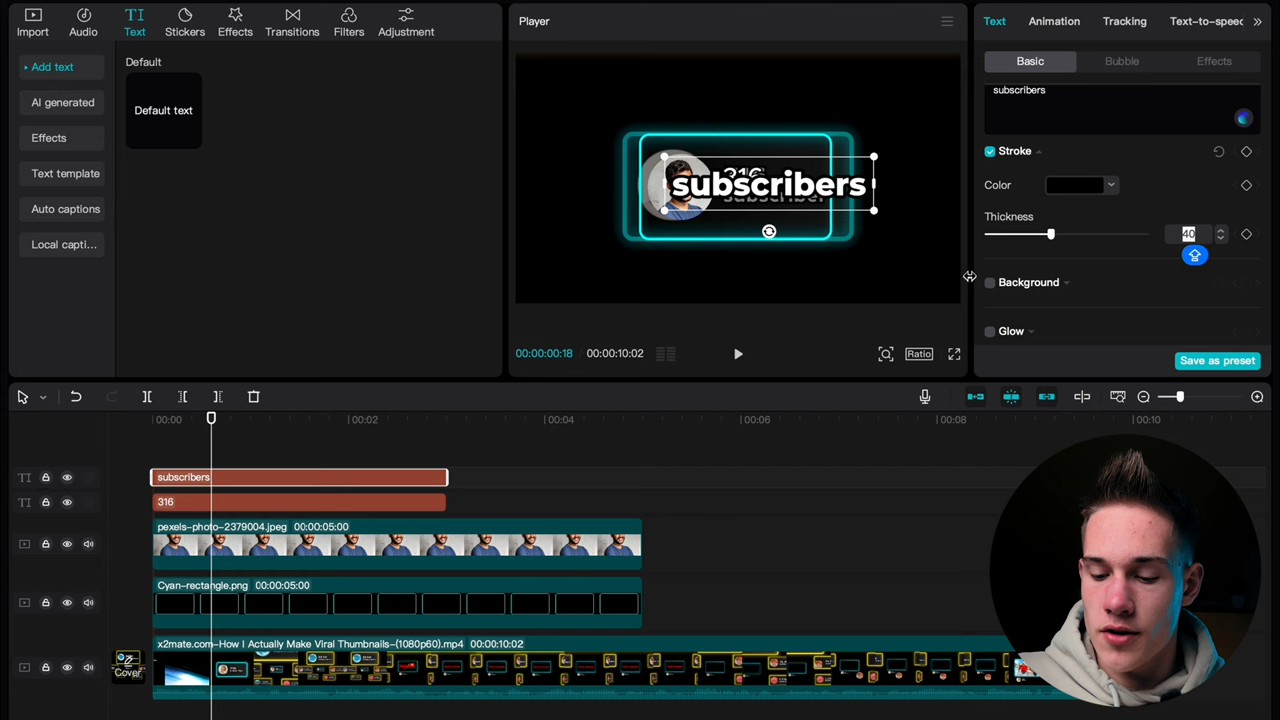 Import
Audio
TI
Text
Stickers
Effects
Transitions
Filters
Adjustment
Add text
AI generated
Effects
Text template
Auto captions
Local capti...
Default
Default text
Player
316
subscribers
00:00:00:18
00:00:10:02
Ratio
Text
Animation
Tracking
Text-to-speec
Basic
Bubble
Effects
subscribers
Stroke
Color
Thickness
40
Background
Glow
Save as preset
00:00
00:02
00:04
00:06
00:08
00:10
TI
subscribers
TI
316
pexels-photo-2379004.jpeg 00:00:05:00
Cyan-rectangle.png 00:00:05:00
x2mate.com-How I Actually Make Viral Thumbnails-(1080p60).mp4 00:00:10:02
Cover